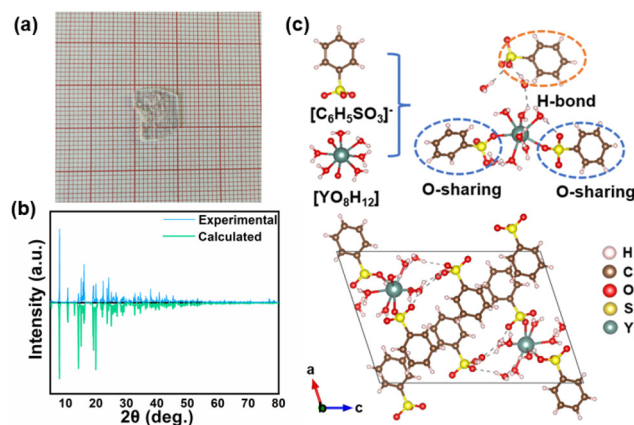 (a)
(b)
Experimental
Calculated
Intensity (a.u.)
10 20 30 40 50 60 70 80
2θ (deg.)
(c)
[C₆H₅SO₃]⁻
[YO₈H₁₂]
H-bond
O-sharing
O-sharing
H
C
O
S
Y
a
c